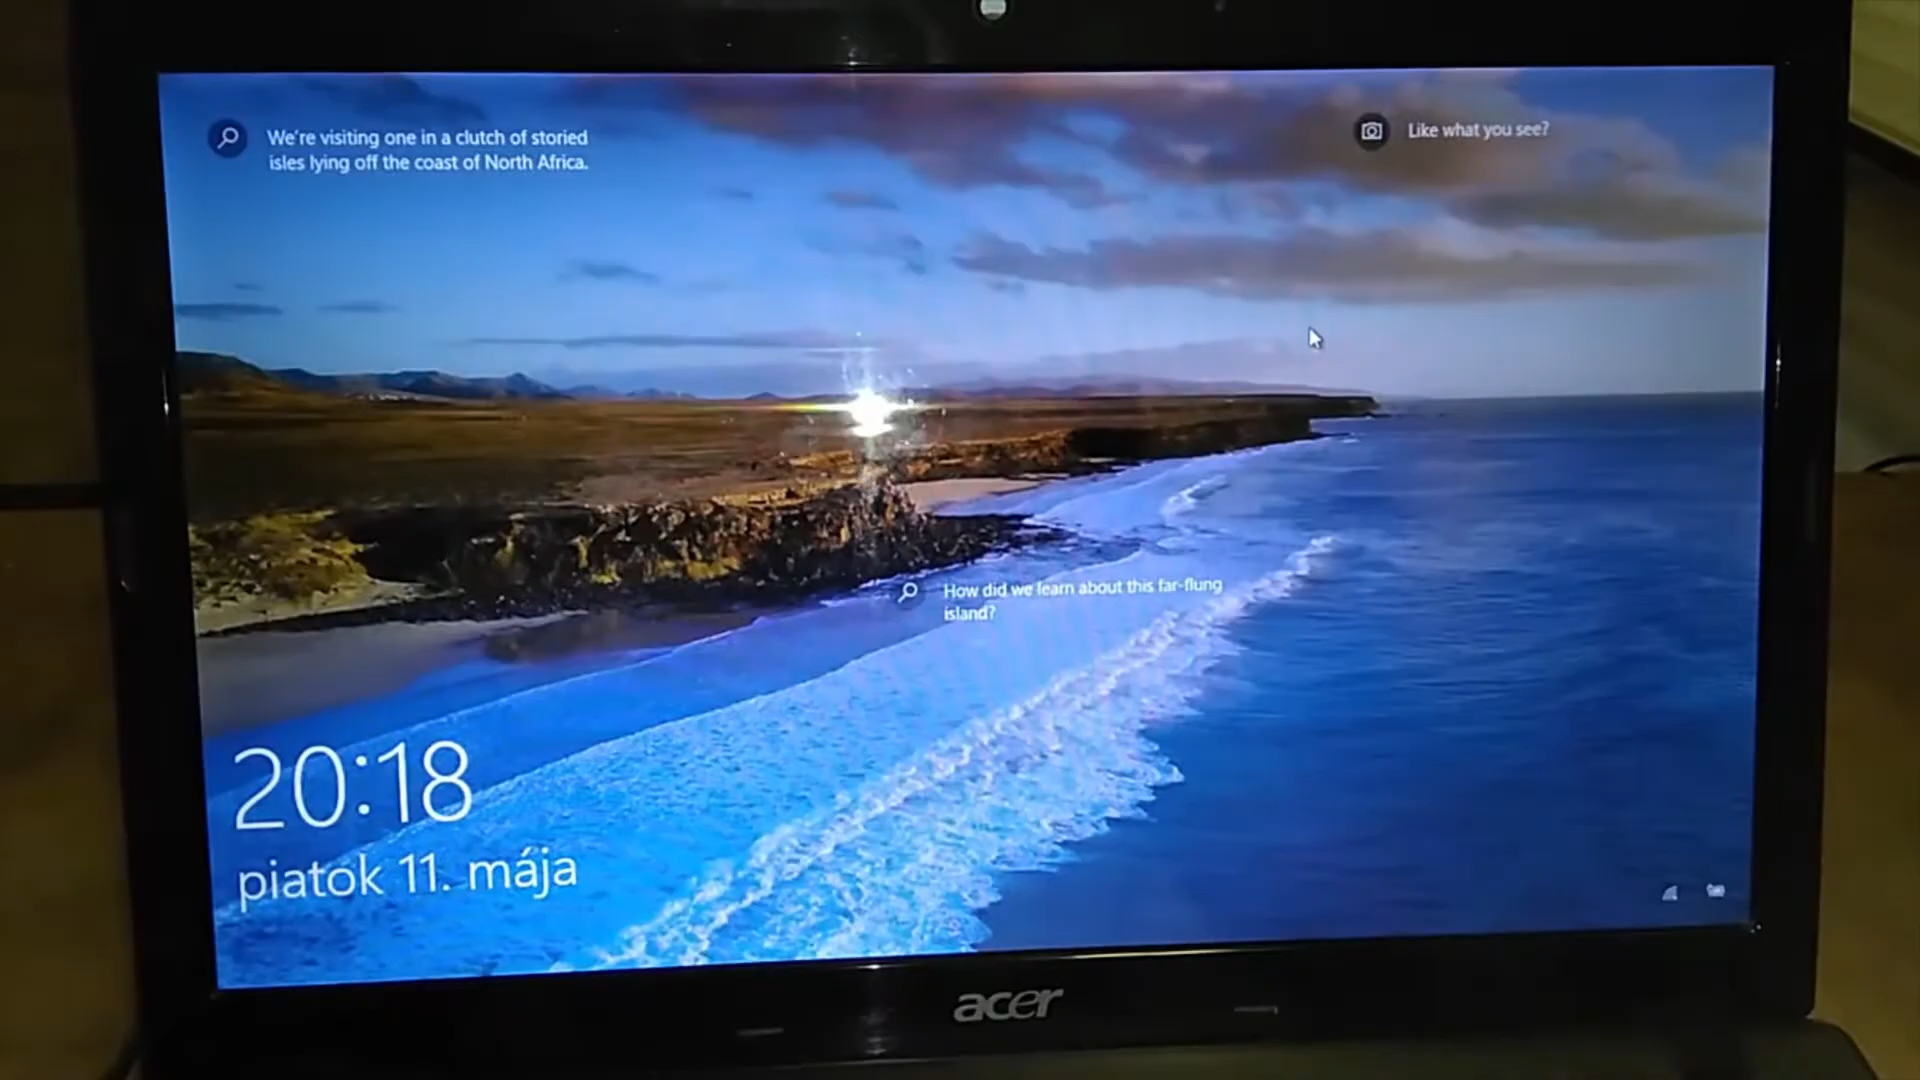 We're visiting one in a clutch of storied
isles lying off the coast of North Africa.
Like what you see?
How did we learn about this far-flung
island?
20:18
piatok 11. mája
acer